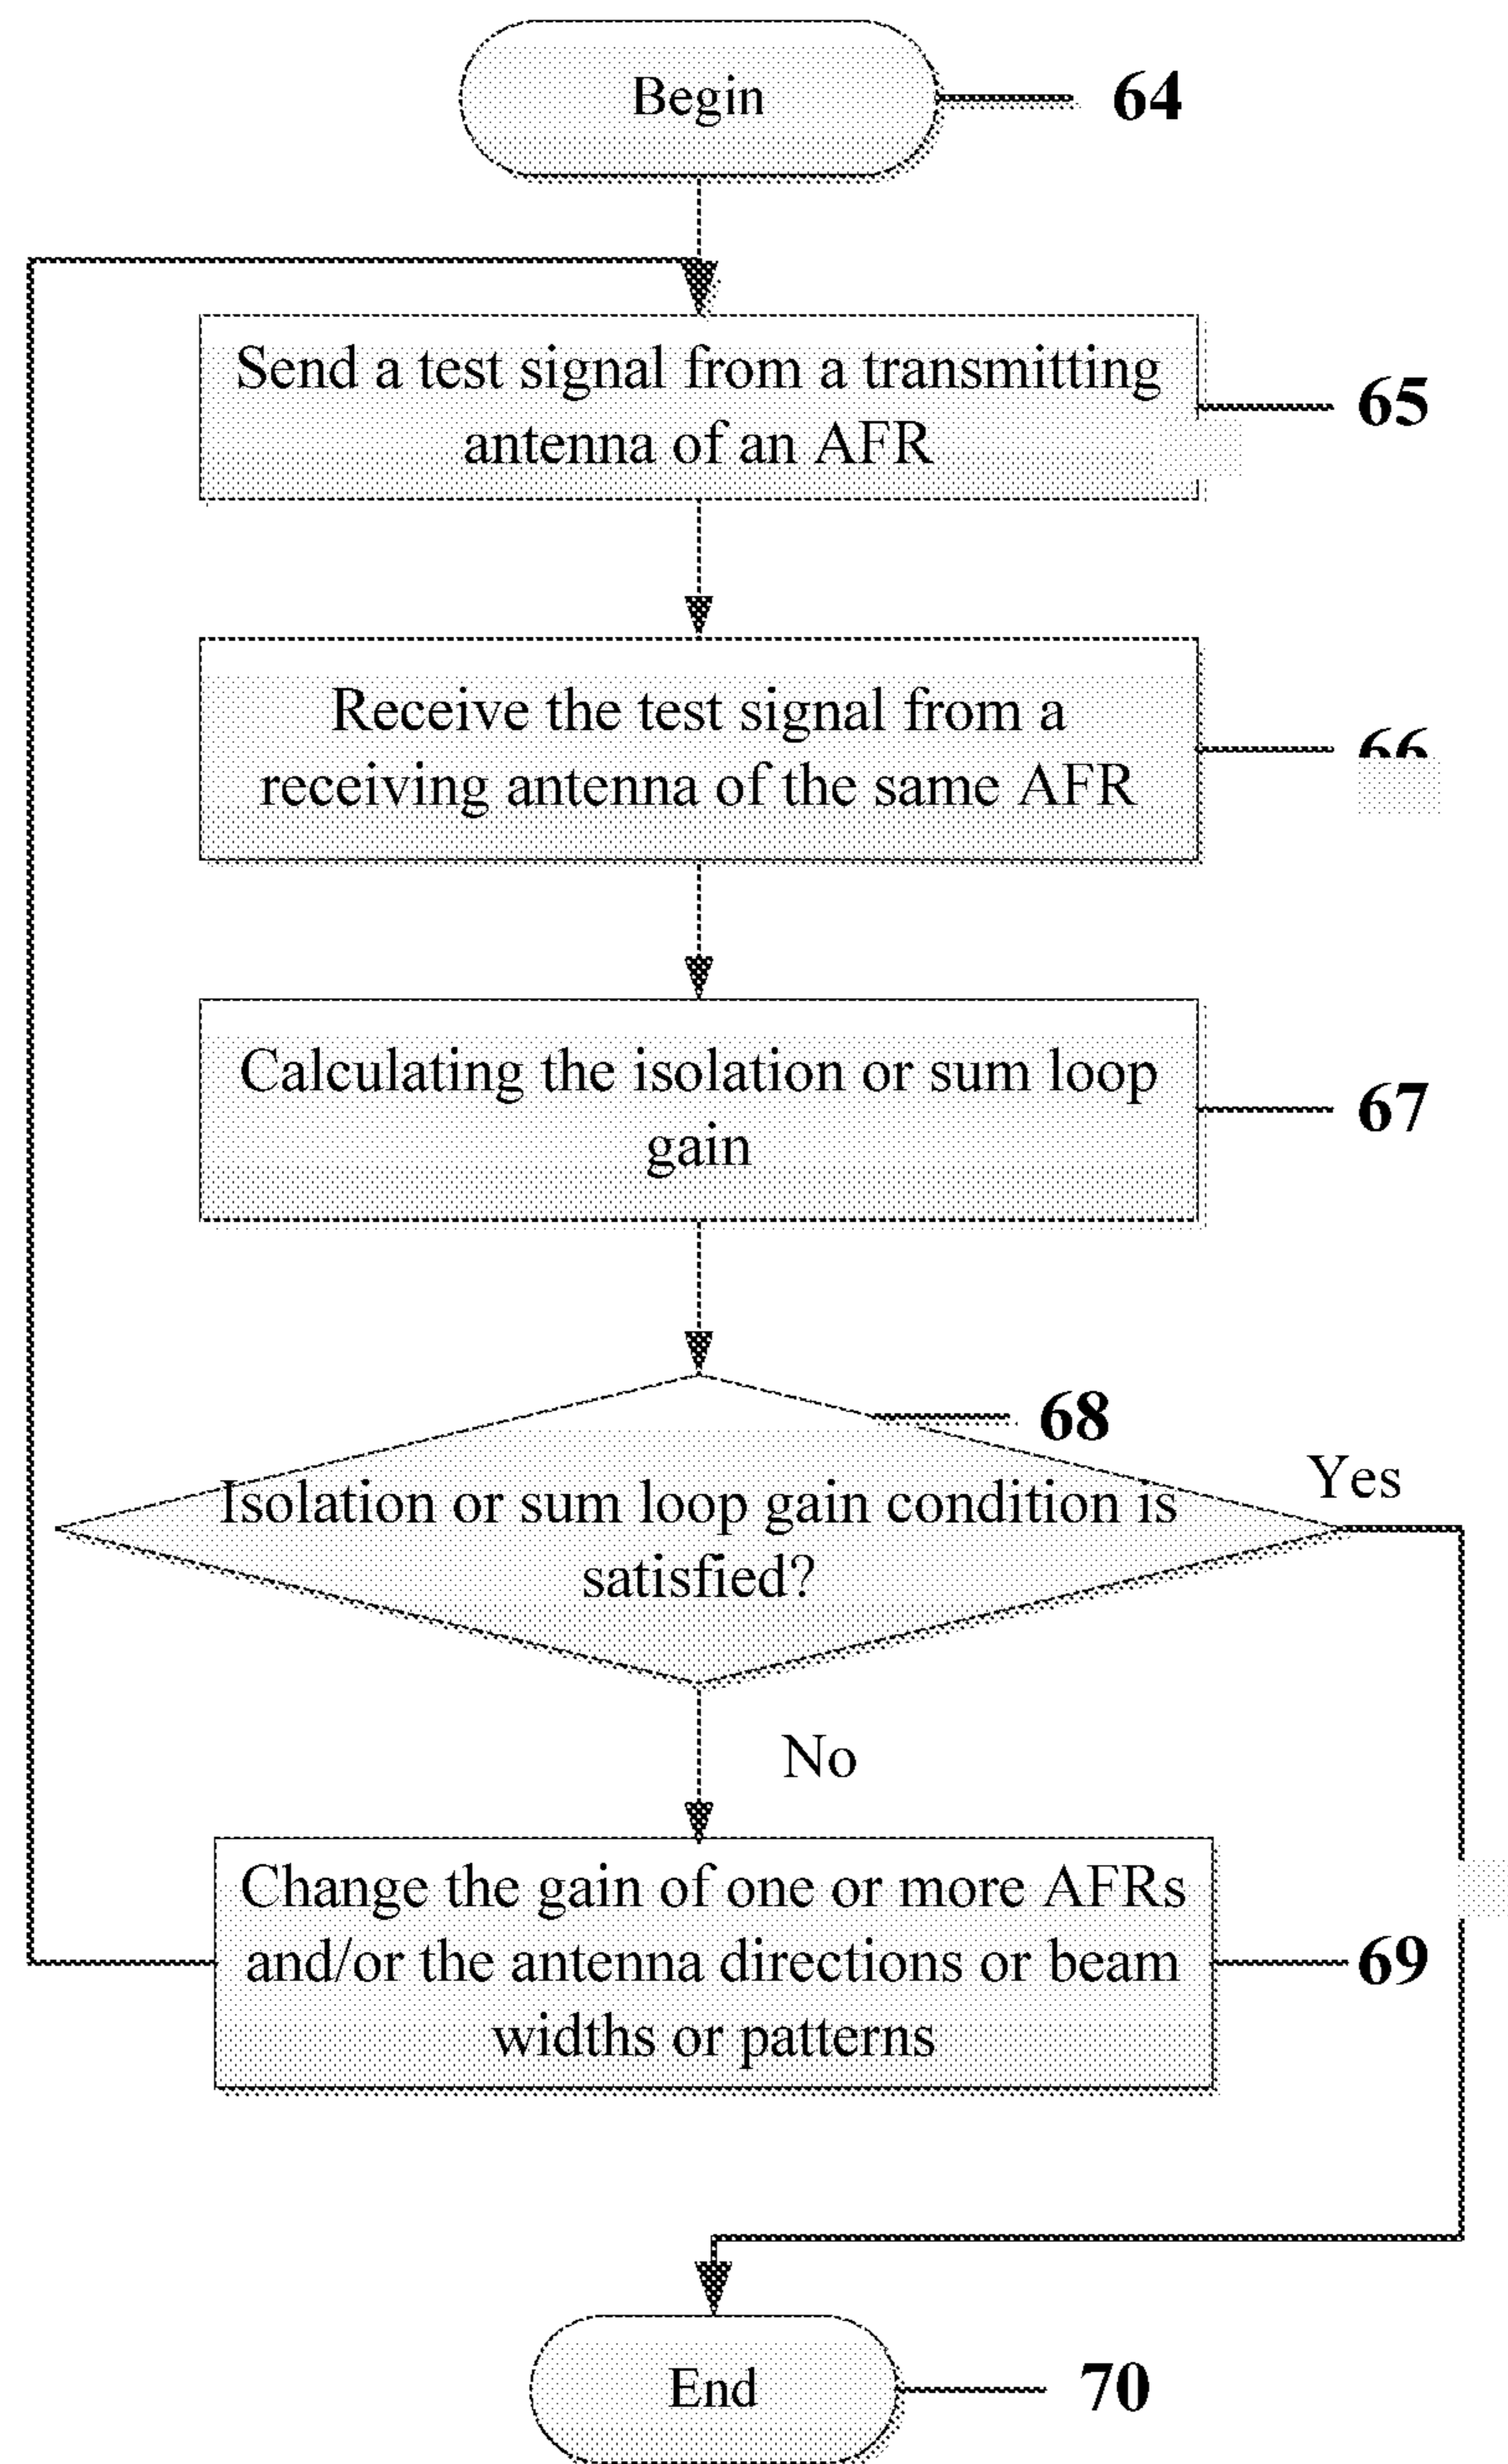 Begin
64
Send a test signal from a transmitting
antenna of an AFR
65
Receive the test signal from a
receiving antenna of the same AFR
66
Calculating the isolation or sum loop
gain
67
68
Isolation or sum loop gain condition is
satisfied?
Yes
No
Change the gain of one or more AFRs
and/or the antenna directions or beam
widths or patterns
69
End
70